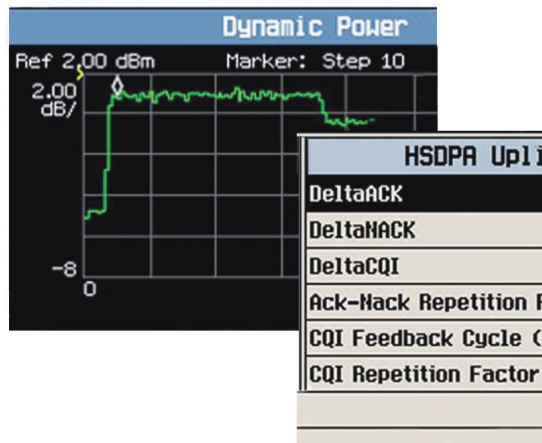 Dynamic Power
Ref 2.00 dBm Marker: Step 10
2.00
dB/
-8
0
HSDPA Upli
DeltaACK
DeltaNACK
DeltaCQI
Ack-Nack Repetition
CQI Feedback Cycle (
CQI Repetition Factor